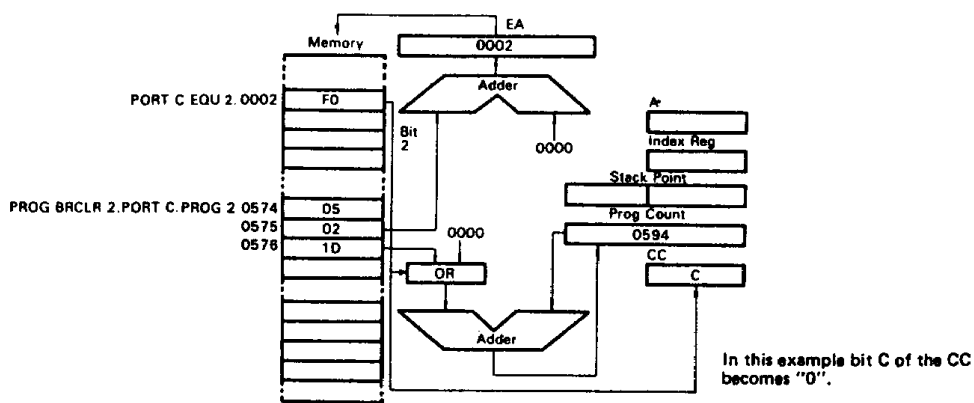 EA
Memory
0002
Adder
PORT C EQU 2. 0002
F0
Bit
2
0000
A
Index Reg
Stack Point
PROG BRCLR 2.PORT C.PROG 2 0574
05
Prog Count
0575
02
0594
0576
1D
0000
CC
OR
C
Adder
In this example bit C of the CC
becomes "0".